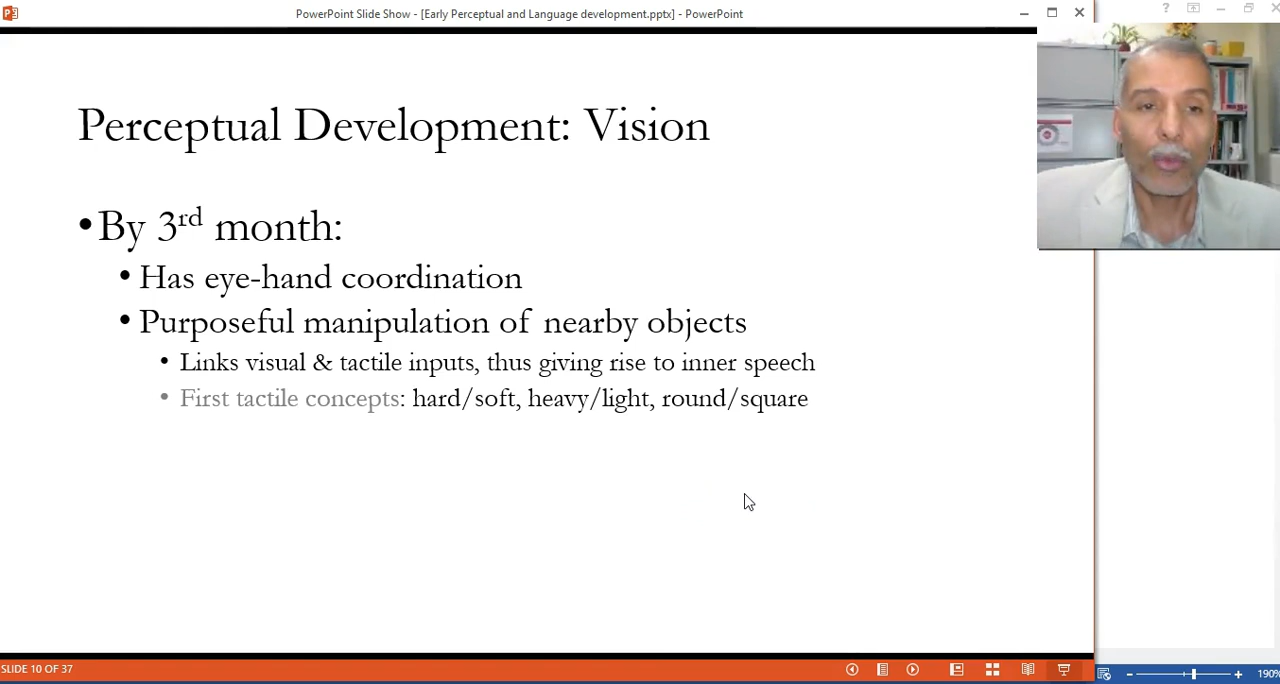 PowerPoint Slide Show - [Early Perceptual and Language development.pptx] - PowerPoint
Perceptual Development: Vision
•By 3rd month:
• Has eye-hand coordination
• Purposeful manipulation of nearby objects
• Links visual & tactile inputs, thus giving rise to inner speech
• First tactile concepts: hard/soft, heavy/light, round/square
SLIDE 10 OF 37
190%